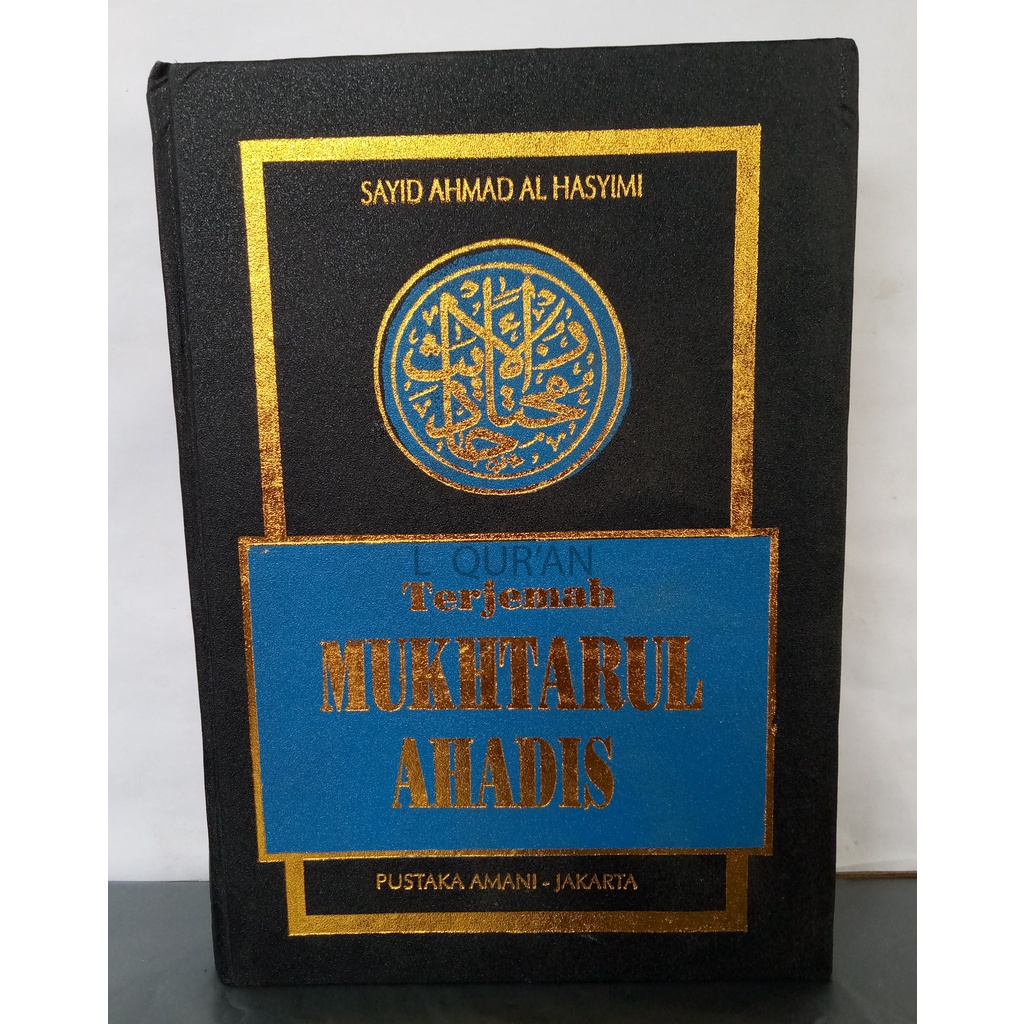 SAYID AHMAD AL HASYIMI
مختار الأحاديث
L QUR'AN
Terjemah
MUKHTARUL
AHADIS
PUSTAKA AMANI - JAKARTA